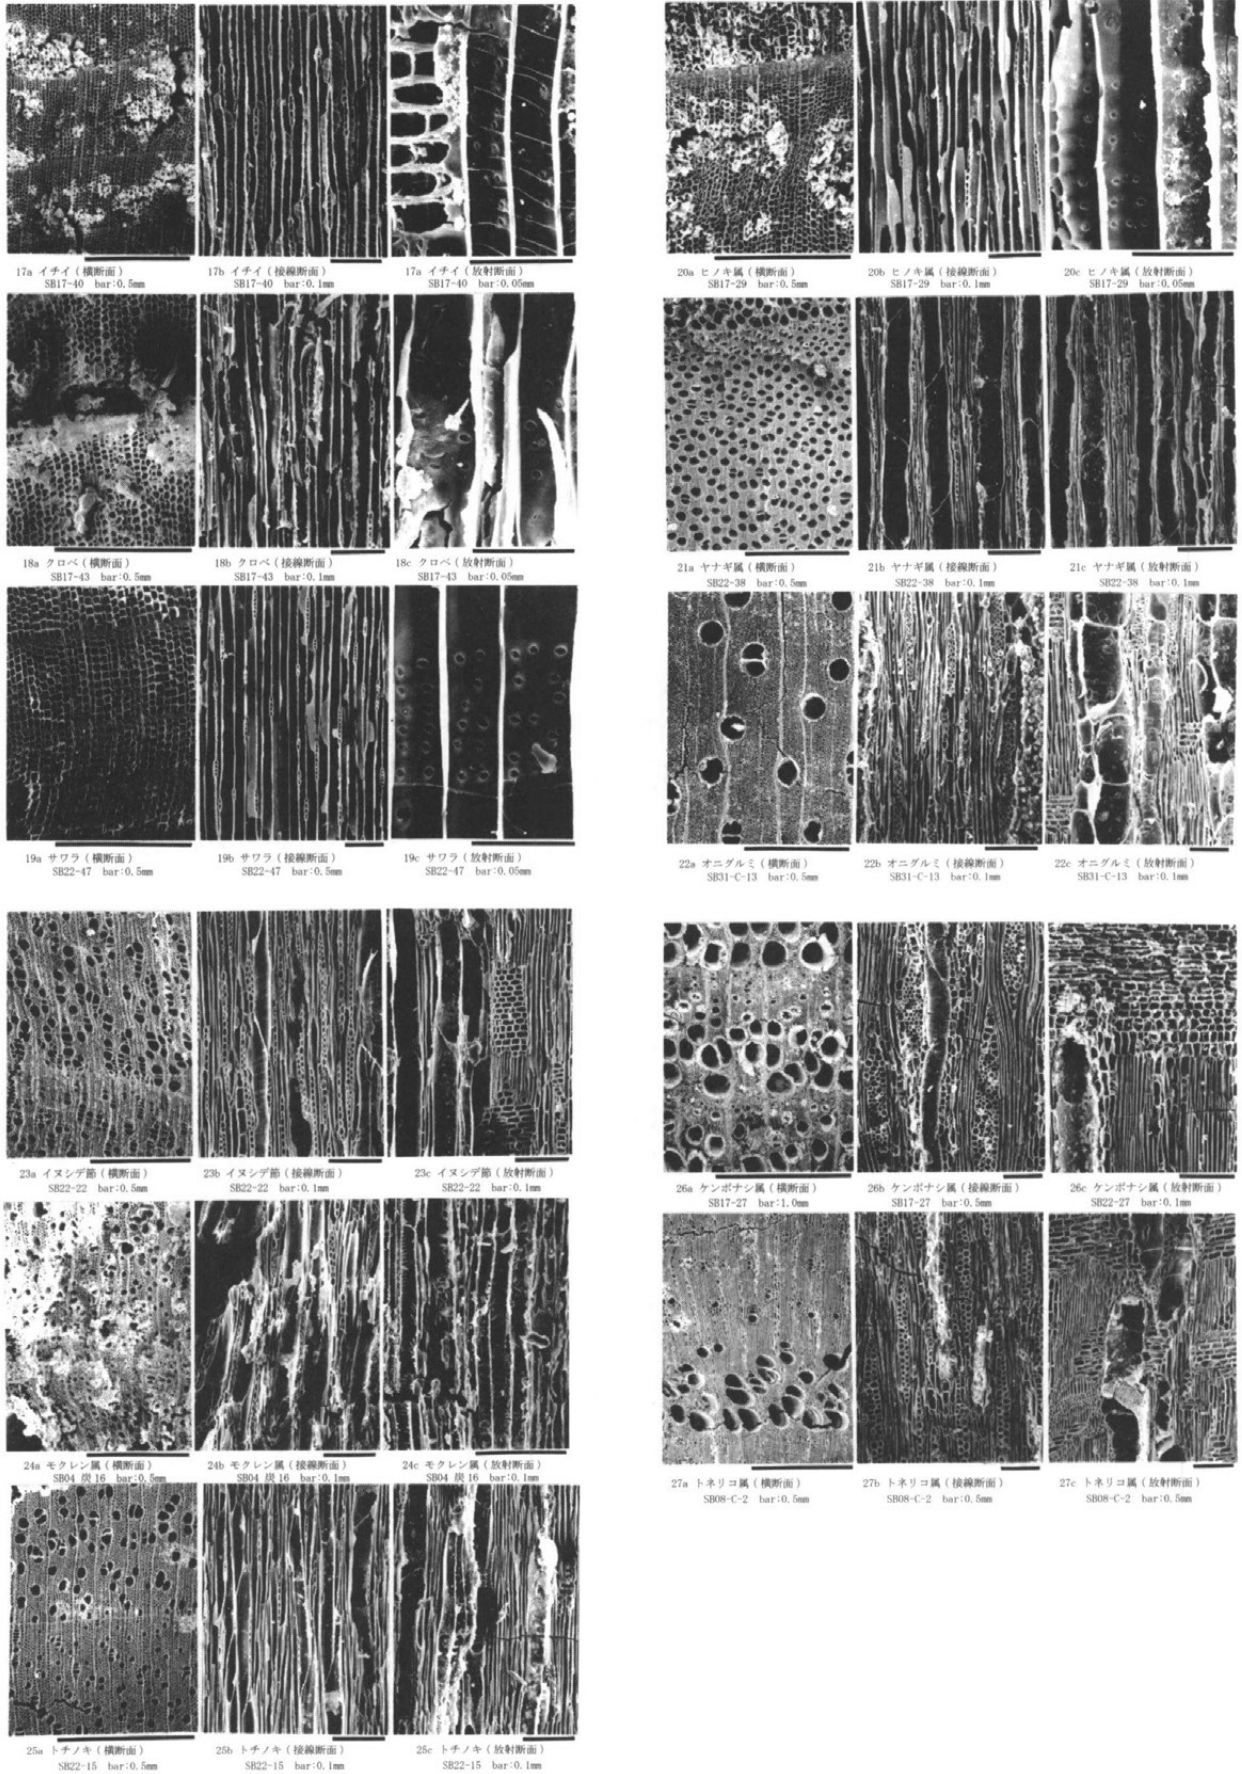 17a イチイ(横断面)
SB17-40 bar:0.5mm
17b イチイ(接線断面)
SB17-40 bar:0.1mm
17a イチイ(放射断面)
SB17-40 bar:0.05mm
18a クロベ(横断面)
SB17-43 bar:0.5mm
18b クロベ(接線断面)
SB17-43 bar:0.1mm
18c クロベ(放射断面)
SB17-43 bar:0.05mm
19a サワラ(横断面)
SB22-47 bar:0.5mm
19b サワラ(接線断面)
SB22-47 bar:0.1mm
19c サワラ(放射断面)
SB22-47 bar:0.05mm
23a イヌシデ節(横断面)
SB22-22 bar:0.5mm
23b イヌシデ節(接線断面)
SB22-22 bar:0.1mm
23c イヌシデ節(放射断面)
SB22-22 bar:0.1mm
24a モクレン属(横断面)
SB04 炭16 bar:0.5mm
24b モクレン属(接線断面)
SB04 炭16 bar:0.1mm
24c モクレン属(放射断面)
SB04 炭16 bar:0.1mm
25a トチノキ(横断面)
SB22-15 bar:0.5mm
25b トチノキ(接線断面)
SB22-15 bar:0.1mm
25c トチノキ(放射断面)
SB22-15 bar:0.1mm
20a ヒノキ属(横断面)
SB17-29 bar:0.5mm
20b ヒノキ属(接線断面)
SB17-29 bar:0.1mm
20c ヒノキ属(放射断面)
SB17-29 bar:0.05mm
21a ヤナギ属(横断面)
SB22-38 bar:0.5mm
21b ヤナギ属(接線断面)
SB22-38 bar:0.1mm
21c ヤナギ属(放射断面)
SB22-38 bar:0.1mm
22a オニグルミ(横断面)
SB31-C-13 bar:0.5mm
22b オニグルミ(接線断面)
SB31-C-13 bar:0.1mm
22c オニグルミ(放射断面)
SB31-C-13 bar:0.1mm
26a ケンポナシ属(横断面)
SB17-27 bar:1.0mm
26b ケンポナシ属(接線断面)
SB17-27 bar:0.5mm
26c ケンポナシ属(放射断面)
SB22-27 bar:0.1mm
27a トネリコ属(横断面)
SB08-C-2 bar:0.5mm
27b トネリコ属(接線断面)
SB08-C-2 bar:0.5mm
27c トネリコ属(放射断面)
SB08-C-2 bar:0.5mm